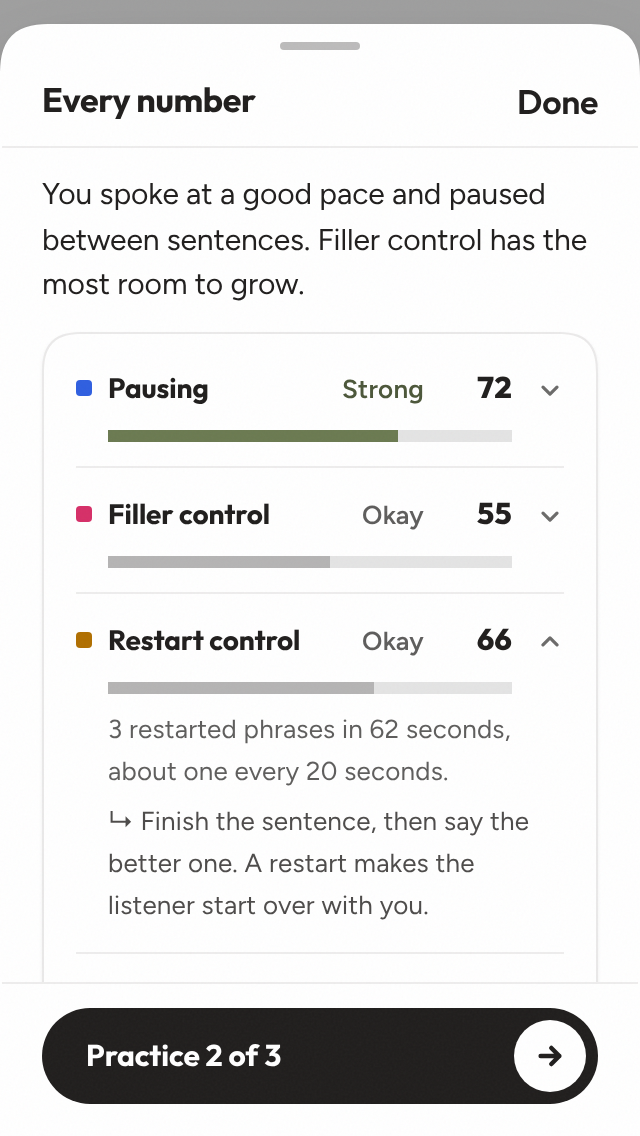 Every number
Done
You spoke at a good pace and paused
between sentences. Filler control has the
most room to grow.
Pausing Strong 72
Filler control Okay 55
Restart control Okay 66
3 restarted phrases in 62 seconds,
about one every 20 seconds.
↳ Finish the sentence, then say the
better one. A restart makes the
listener start over with you.
Practice 2 of 3